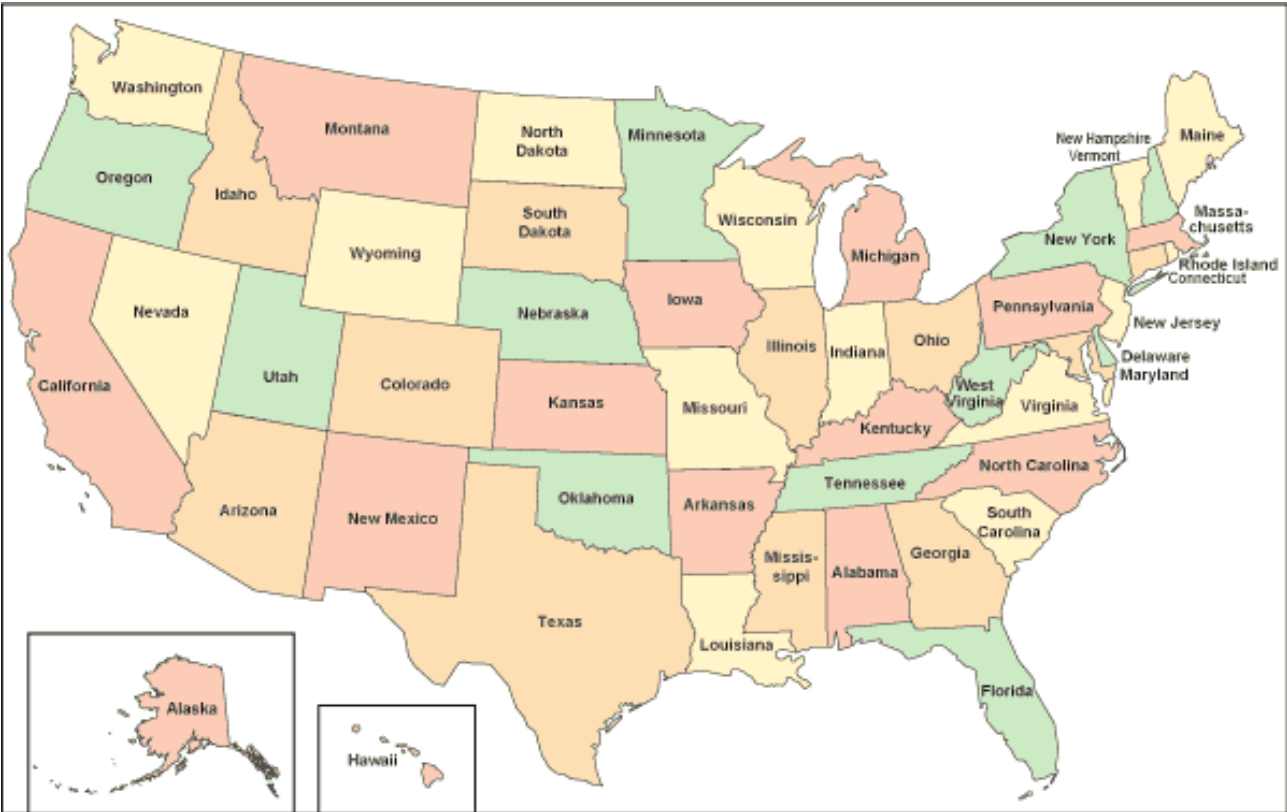 Washington
Montana
North
Dakota
Minnesota
New Hampshire
Vermont
Maine
Oregon
Idaho
South
Dakota
Wisconsin
Massa-
chusetts
Wyoming
Michigan
New York
Rhode Island
Connecticut
Nevada
Nebraska
Iowa
Pennsylvania
New Jersey
Utah
Colorado
Illinois
Indiana
Ohio
Delaware
Maryland
California
Kansas
Missouri
West
Virginia
Virginia
Kentucky
North Carolina
Arizona
New Mexico
Oklahoma
Arkansas
Tennessee
South
Carolina
Missis-
sippi
Alabama
Georgia
Texas
Louisiana
Florida
Alaska
Hawaii